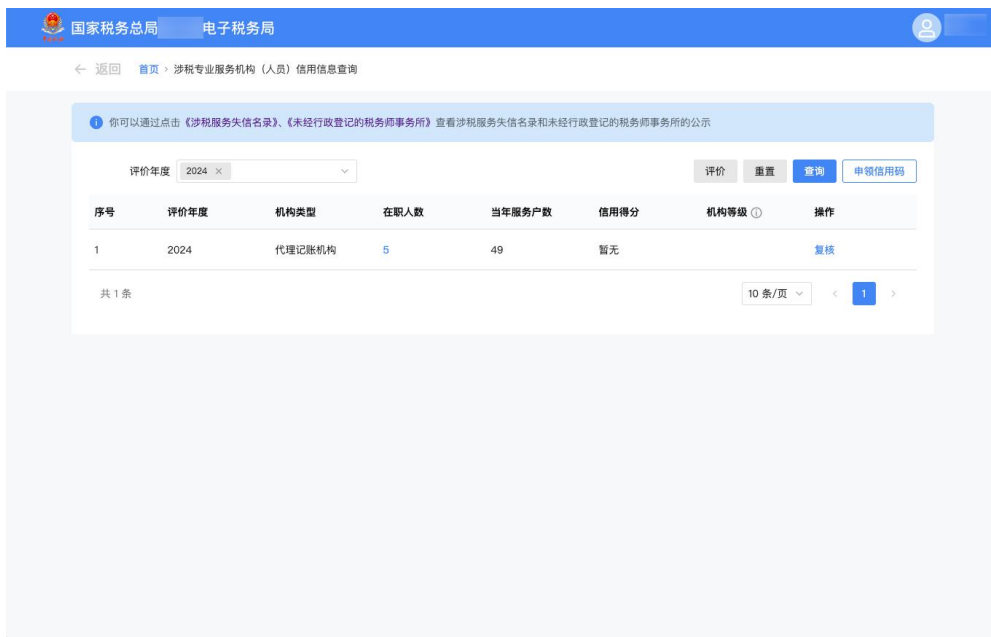 国家税务总局 电子税务局
← 返回 首页 › 涉税专业服务机构（人员）信用信息查询
你可以通过点击《涉税服务失信名录》、《未经行政登记的税务师事务所》查看涉税服务失信名录和未经行政登记的税务师事务所的公示
评价年度 2024 × 评价 重置 查询 申领信用码
序号 评价年度 机构类型 在职人数 当年服务户数 信用得分 机构等级 操作
1 2024 代理记账机构 5 49 暂无 复核
共 1 条 10 条/页 ‹ 1 ›